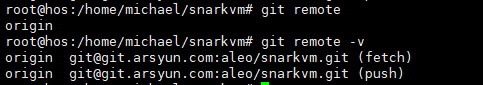 root@hos:/home/michael/snarkvm# git remote
origin
root@hos:/home/michael/snarkvm# git remote -v
origin  git@git.arsyun.com:aleo/snarkvm.git (fetch)
origin  git@git.arsyun.com:aleo/snarkvm.git (push)